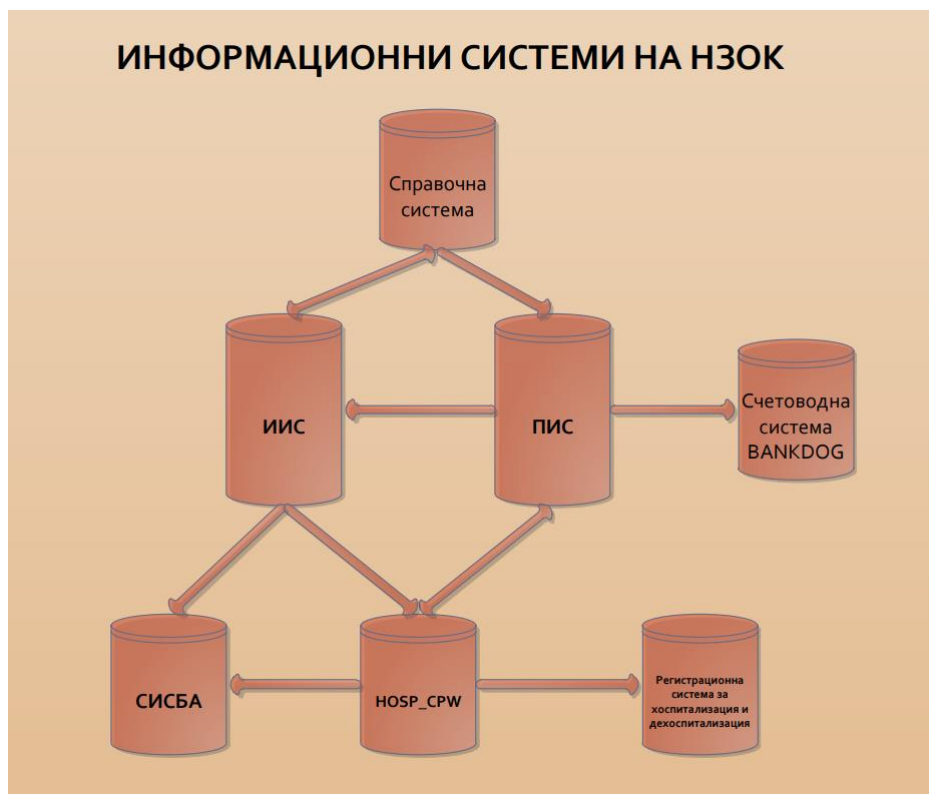 ИНФОРМАЦИОННИ СИСТЕМИ НА НЗОК
Справочна
система
ИИС
ПИС
Счетоводна
система
BANKDOG
СИСБА
HOSP_CPW
Регистрационна
система за
хоспитализация и
дехоспитализация